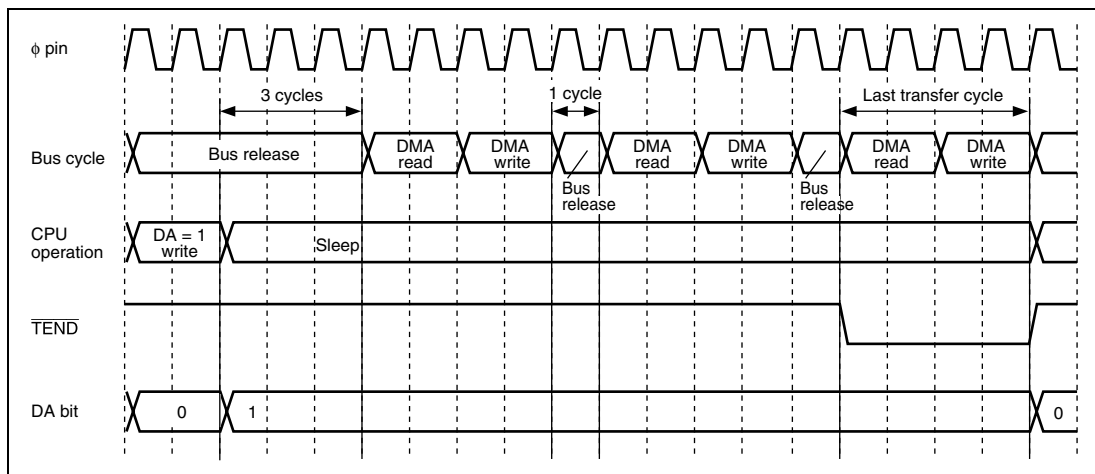 φ pin
3 cycles
1 cycle
Last transfer cycle
Bus cycle
Bus release
DMA
read
DMA
write
Bus
release
DMA
read
DMA
write
Bus
release
DMA
read
DMA
write
CPU
operation
DA = 1
write
Sleep
TEND
DA bit
0
1
0